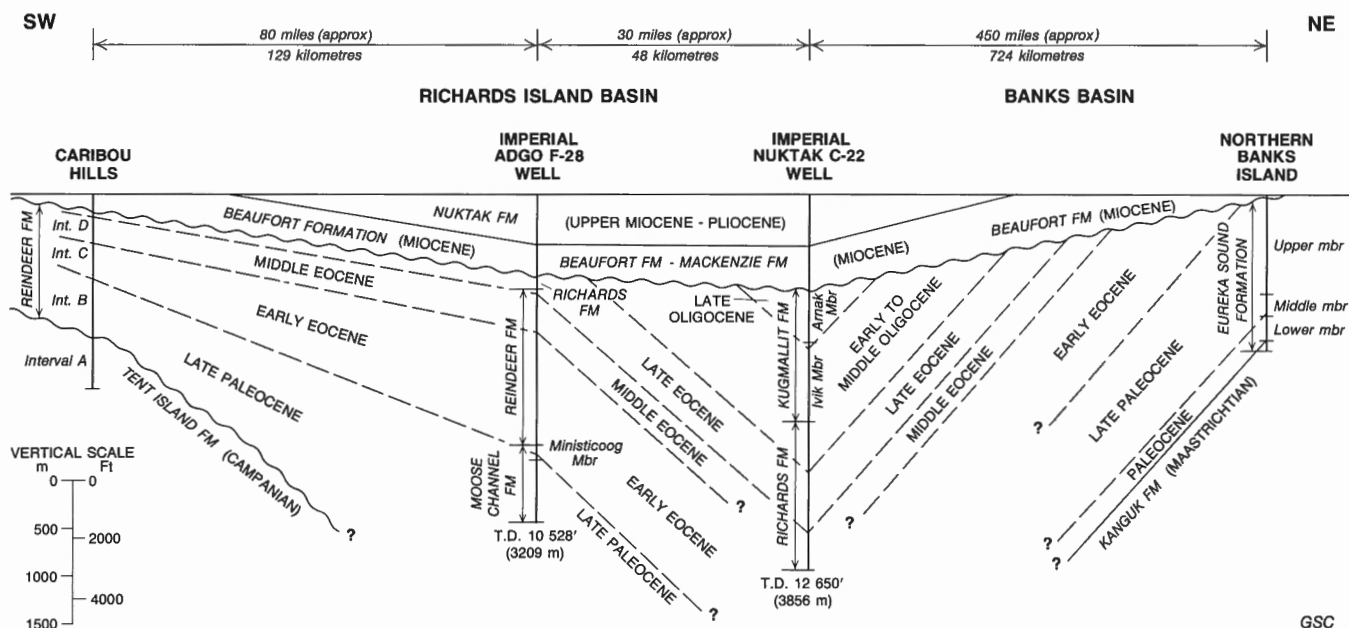 SW
NE
80 miles (approx)
129 kilometres
30 miles (approx)
48 kilometres
450 miles (approx)
724 kilometres
RICHARDS ISLAND BASIN
BANKS BASIN
CARIBOU
HILLS
IMPERIAL
ADGO F-28
WELL
IMPERIAL
NUKTAK C-22
WELL
NORTHERN
BANKS
ISLAND
REINDEER FM
Int. D
Int. C
Int. B
Interval A
BEAUFORT FORMATION (MIOCENE)
NUKTAK FM
(UPPER MIOCENE - PLIOCENE)
BEAUFORT FM - MACKENZIE FM
(MIOCENE)
BEAUFORT FM (MIOCENE)
MIDDLE EOCENE
EARLY EOCENE
LATE PALEOCENE
TENT ISLAND FM (CAMPANIAN)
?
REINDEER FM
MOOSE
CHANNEL
FM
RICHARDS
FM
Ministicoog
Mbr
T.D. 10 528'
(3209 m)
LATE
OLIGOCENE
LATE EOCENE
MIDDLE EOCENE
?
EARLY EOCENE
LATE PALEOCENE
?
KUGMALLIT FM
Arnak
Mbr
Ivik Mbr
RICHARDS FM
T.D. 12 650'
(3856 m)
EARLY TO
MIDDLE OLIGOCENE
LATE EOCENE
MIDDLE EOCENE
?
EARLY EOCENE
?
LATE PALEOCENE
PALEOCENE
?
KANGUK FM (MAASTRICHTIAN)
?
EUREKA SOUND
FORMATION
Upper mbr
Middle mbr
Lower mbr
VERTICAL SCALE
m Ft
0 0
500 2000
1000
4000
1500
GSC